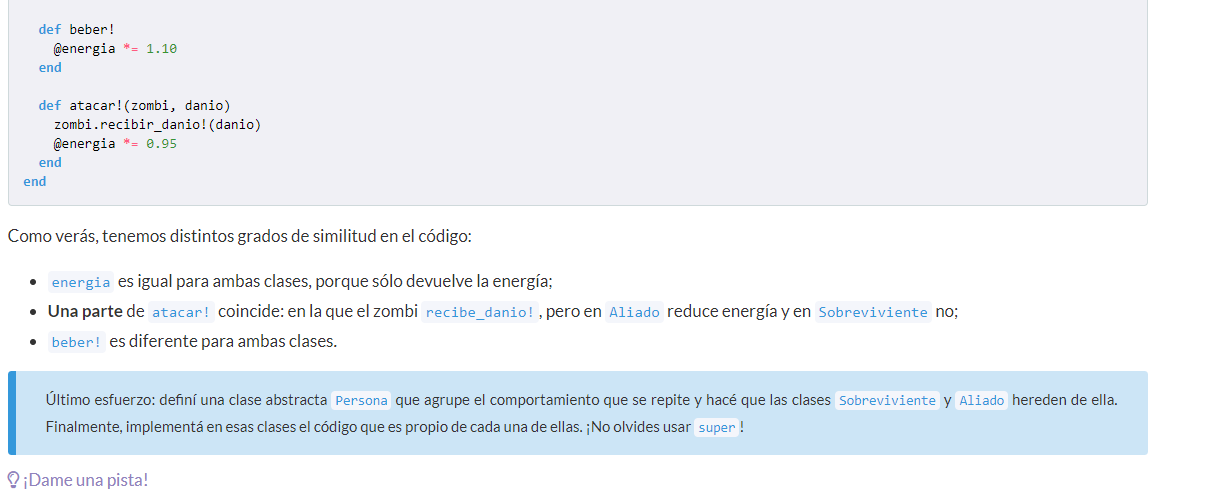 def beber!
@energia *= 1.10
end
def atacar!(zombi, danio)
zombi.recibir_danio!(danio)
@energia *= 0.95
end
end
Como verás, tenemos distintos grados de similitud en el código:
energia es igual para ambas clases, porque sólo devuelve la energía;
Una parte de atacar! coincide: en la que el zombi recibe_danio!, pero en Aliado reduce energía y en Sobreviviente no;
beber! es diferente para ambas clases.
Último esfuerzo: definí una clase abstracta Persona que agrupe el comportamiento que se repite y hacé que las clases Sobreviviente y Aliado hereden de ella.
Finalmente, implementá en esas clases el código que es propio de cada una de ellas. ¡No olvides usar super!
¡Dame una pista!